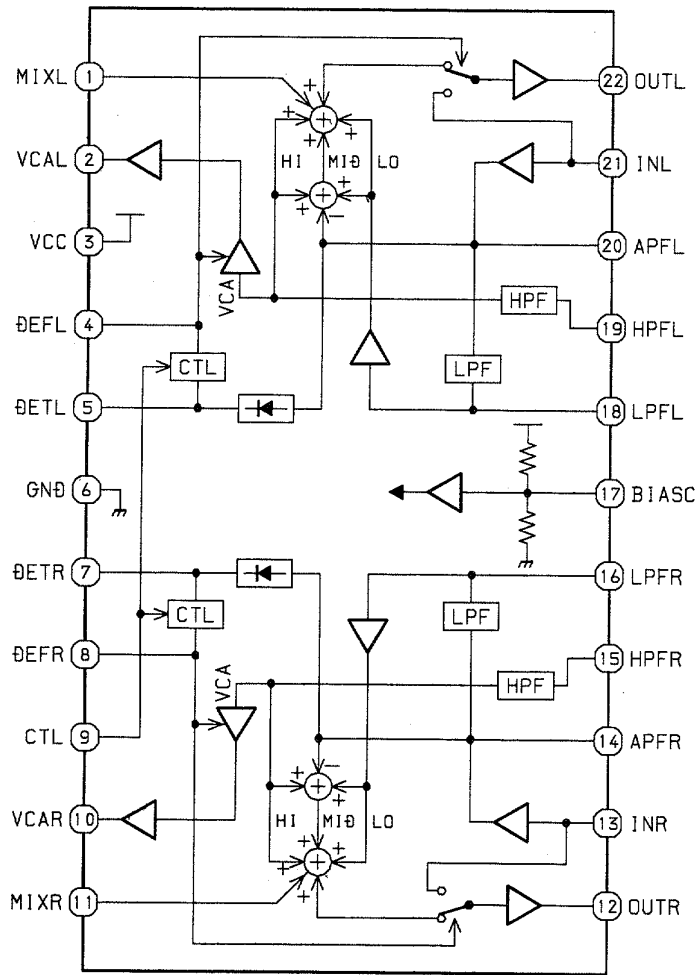 MIXL 1
22 OUTL
+
+
+
+
+
+
VCAL 2
HI MID LO
21 INL
+
+
−
VCC 3
20 APFL
VCA
HPF
DEFL 4
19 HPFL
CTL
LPF
DETL 5
18 LPFL
GND 6
17 BIASC
DETR 7
16 LPFR
CTL
LPF
DEFR 8
15 HPFR
VCA
HPF
CTL 9
14 APFR
−
+
+
+
VCAR 10
HI MID LO
13 INR
+
+
+
+
+
+
MIXR 11
12 OUTR